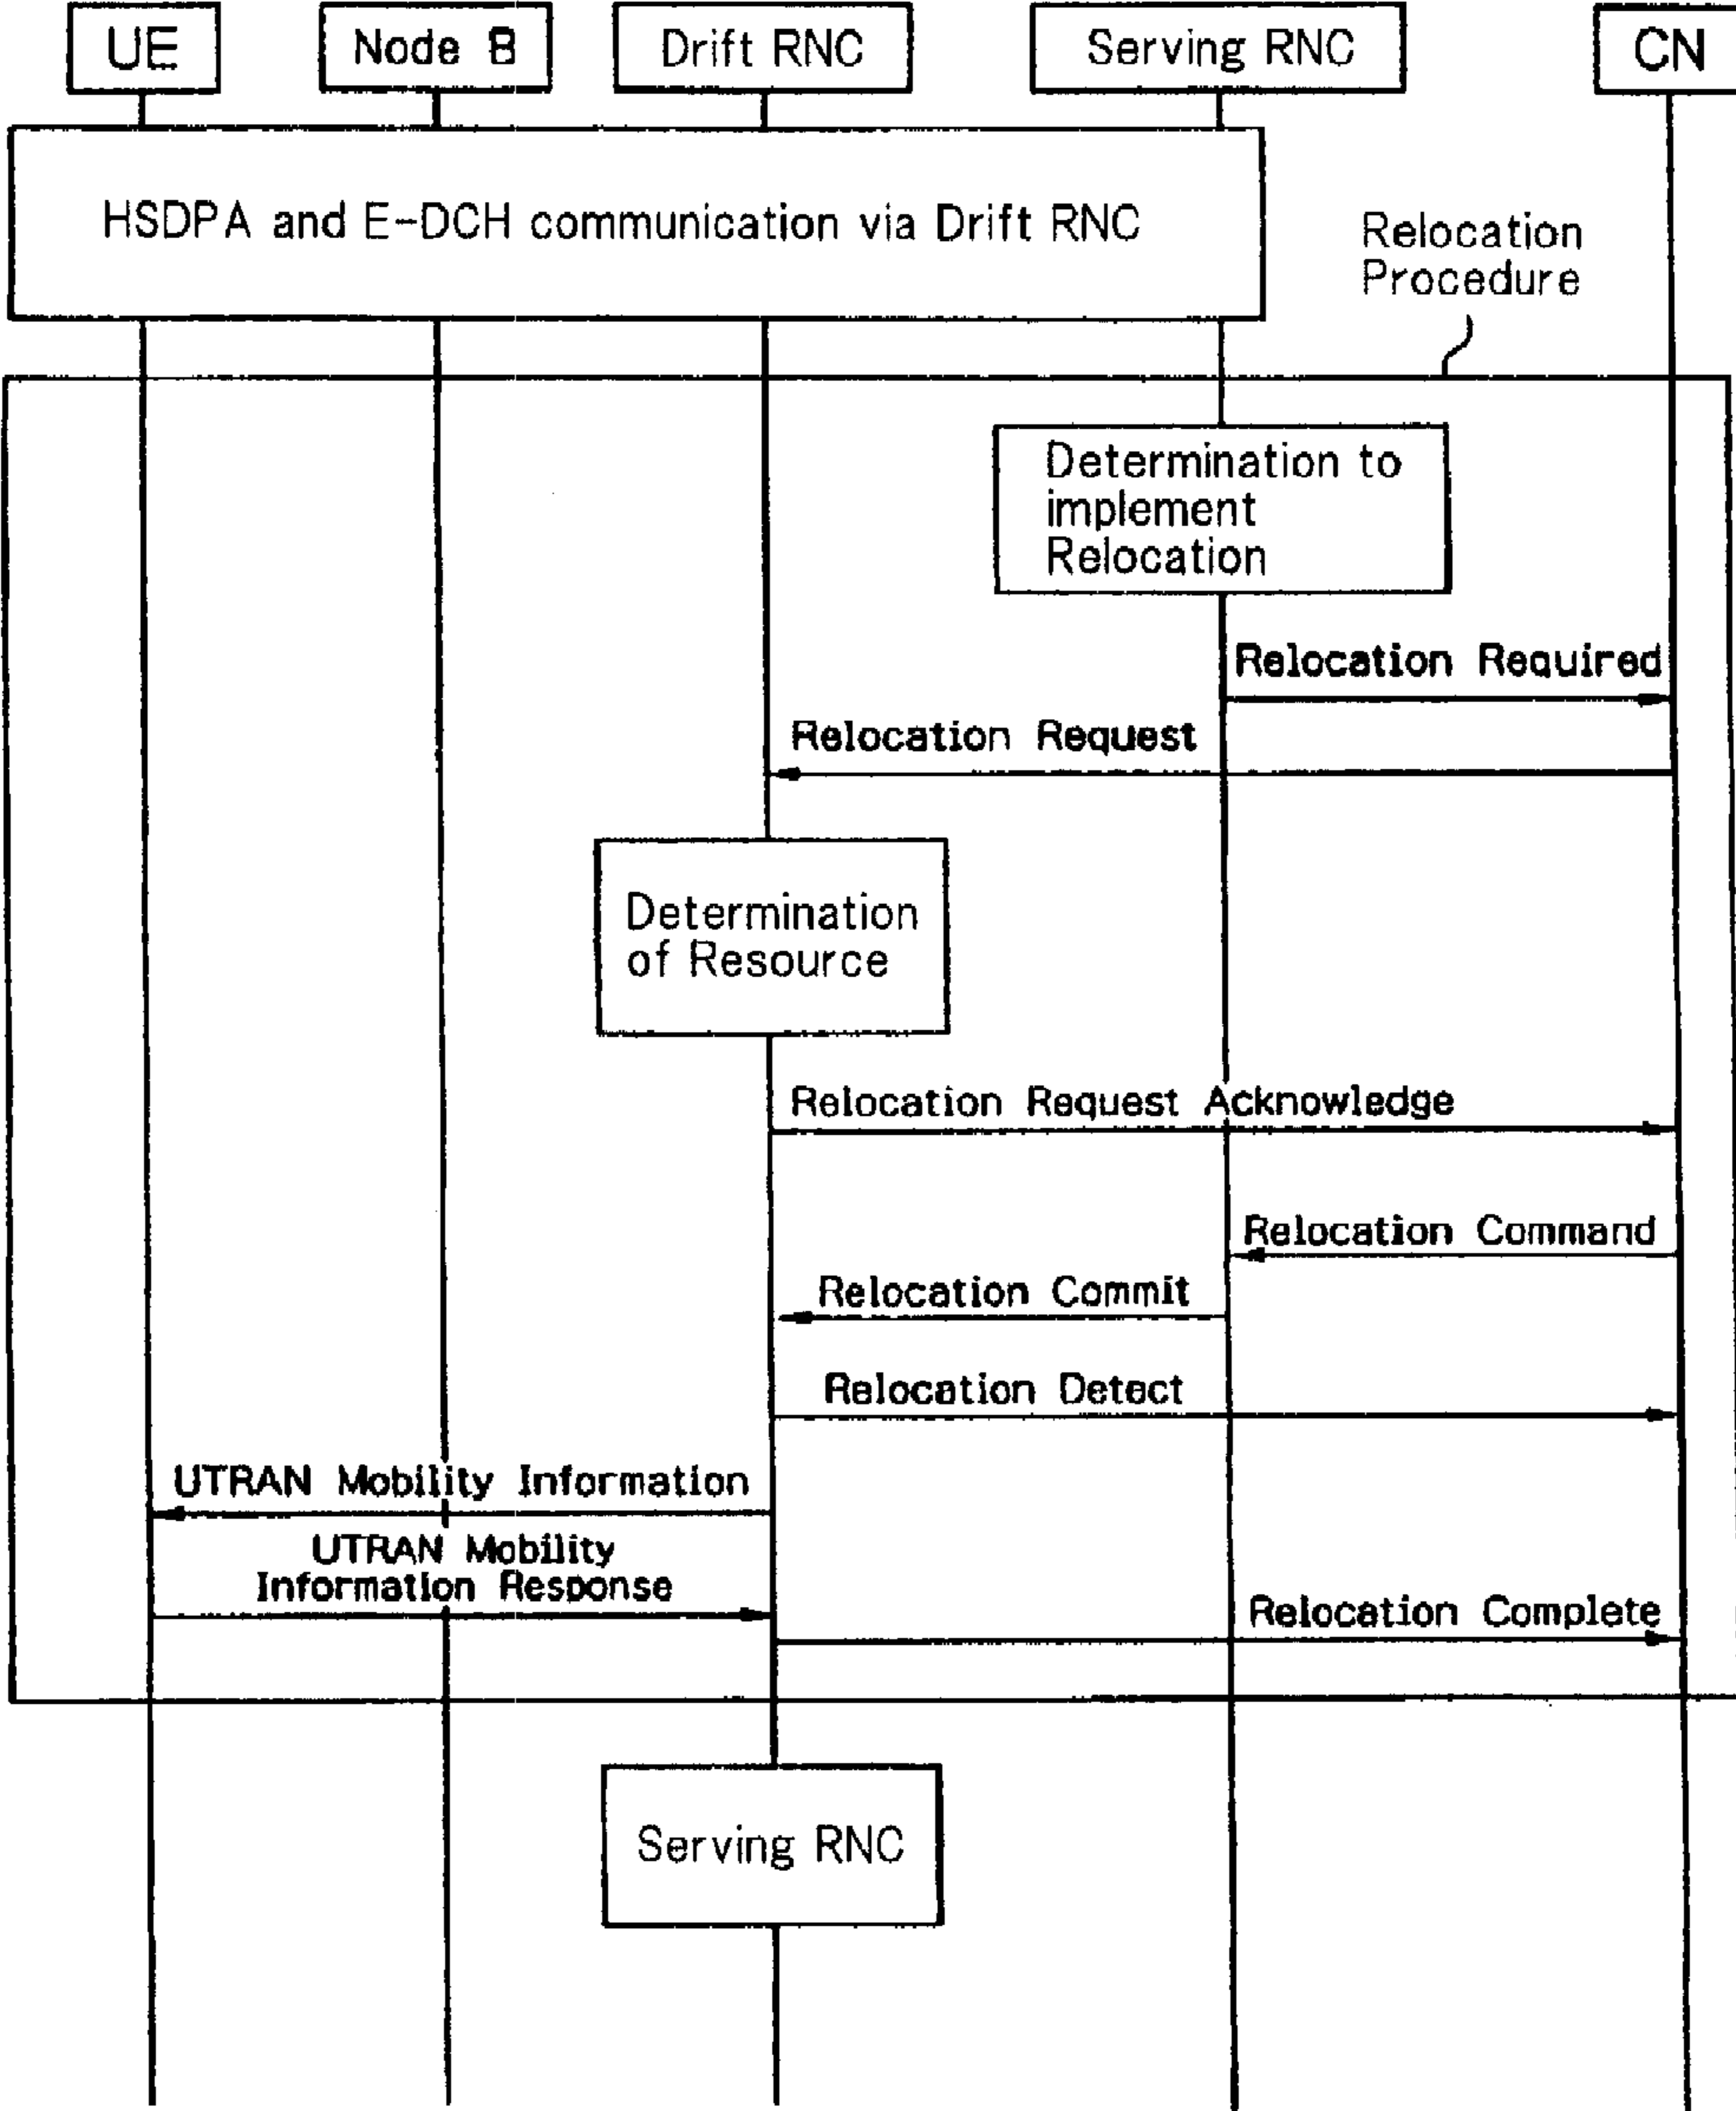 UE
Node B
Drift RNC
Serving RNC
CN
HSDPA and E-DCH communication via Drift RNC
Relocation
Procedure
Determination to
implement
Relocation
Relocation Required
Relocation Request
Determination
of Resource
Relocation Request Acknowledge
Relocation Command
Relocation Commit
Relocation Detect
UTRAN Mobility Information
UTRAN Mobility
Information Response
Relocation Complete
Serving RNC